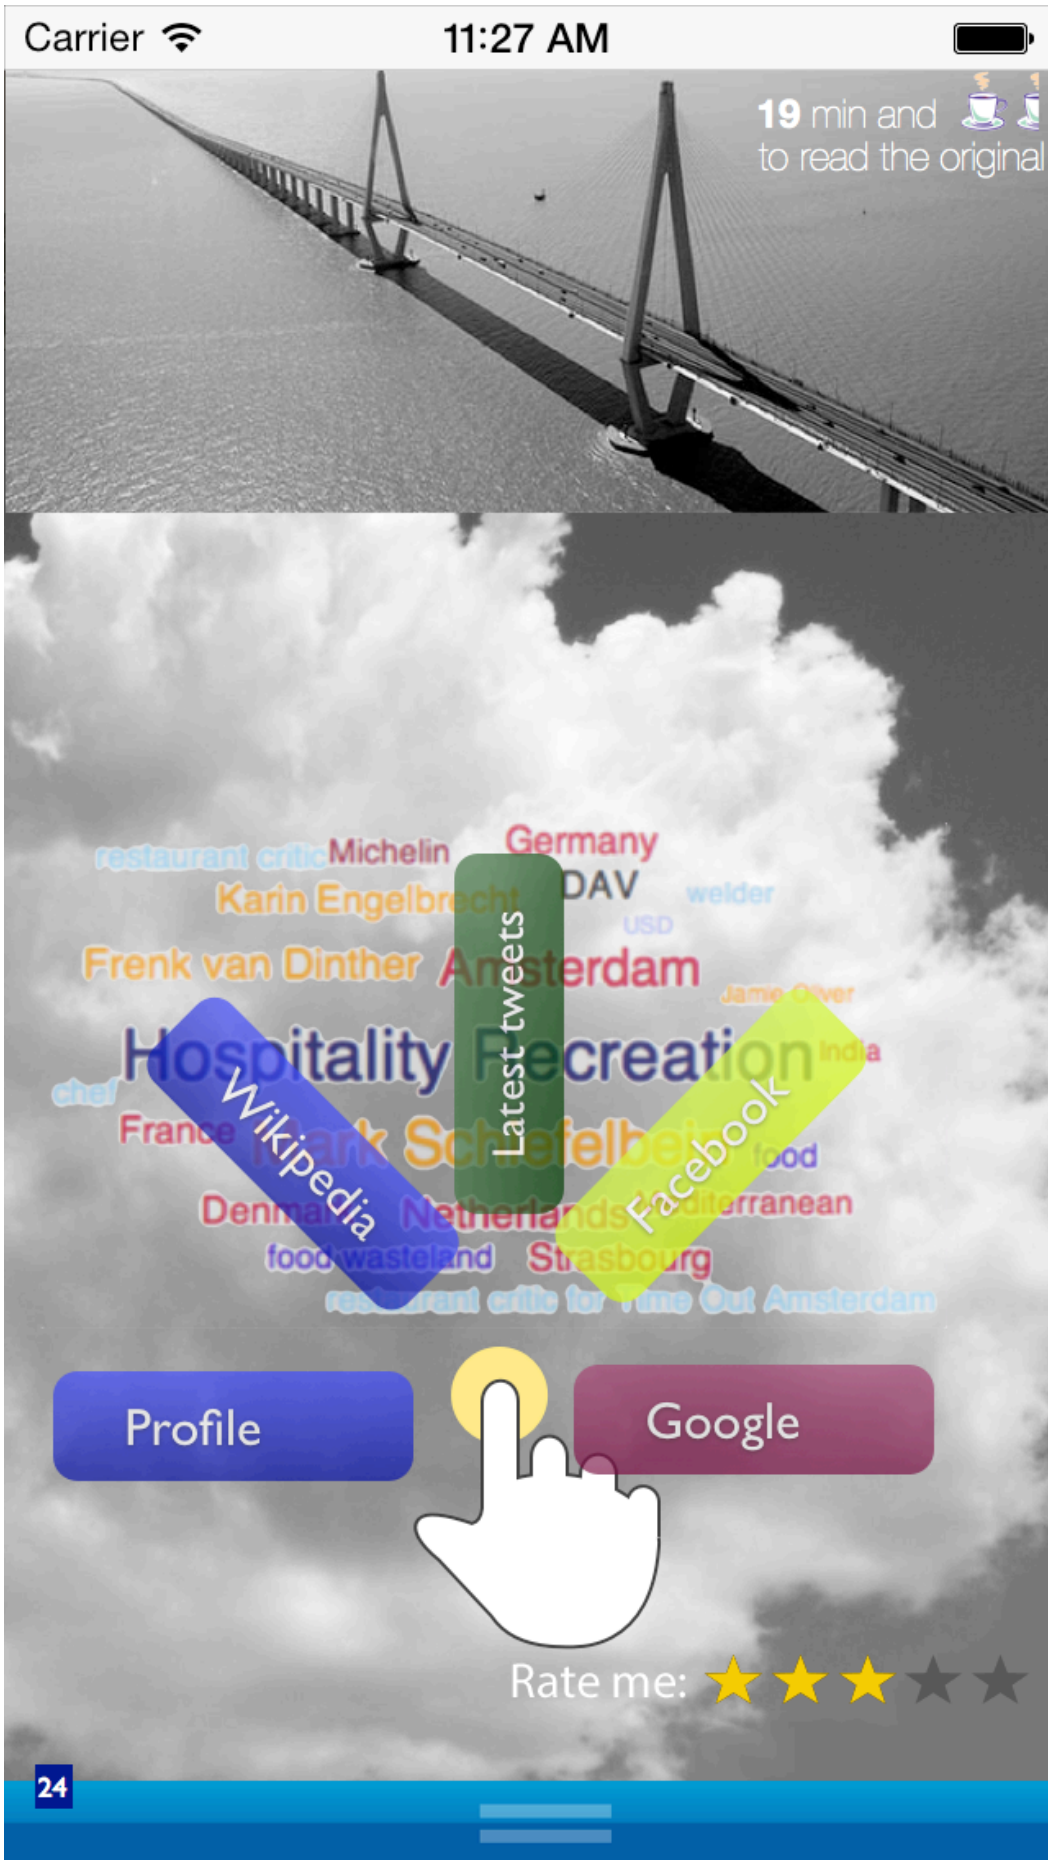 Carrier 11:27 AM
19 min and
to read the original
Germany
restaurant critic Michelin
DAV
Karin Engelbrecht
welder
USD
Frenk van Dinther Amsterdam
Jamie Oliver
Hospitality Recreation
India
chef
France
Mark Schiefelbein
food
Denmark Netherlands Mediterranean
food wasteland Strasbourg
restaurant critic for Time Out Amsterdam
Wikipedia
Latest tweets
Facebook
Profile
Google
Rate me:
24